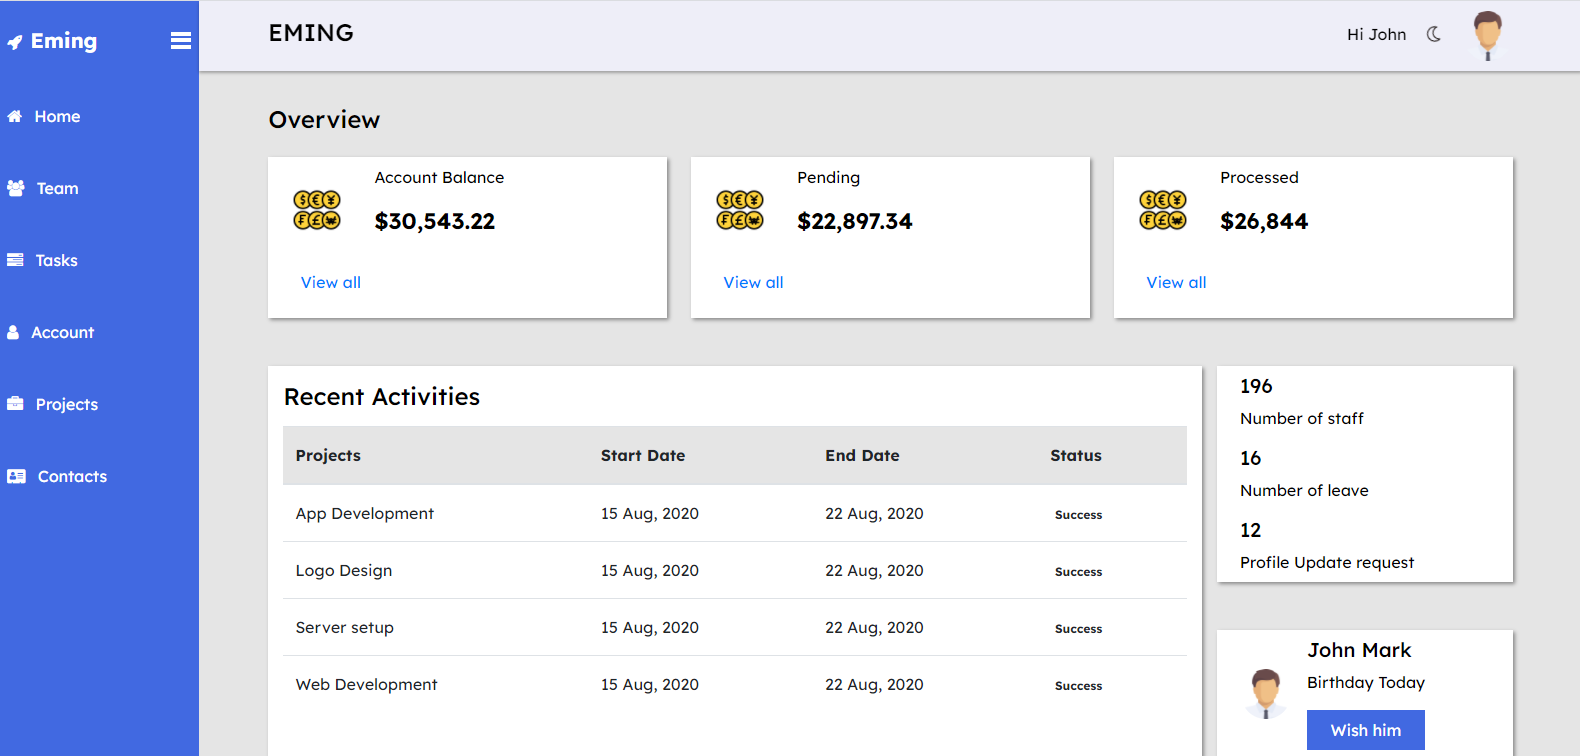 Eming
Home
Team
Tasks
Account
Projects
Contacts
EMING
Hi John
Overview
Account Balance
$30,543.22
View all
Pending
$22,897.34
View all
Processed
$26,844
View all
Recent Activities
Projects Start Date End Date Status
App Development 15 Aug, 2020 22 Aug, 2020 Success
Logo Design 15 Aug, 2020 22 Aug, 2020 Success
Server setup 15 Aug, 2020 22 Aug, 2020 Success
Web Development 15 Aug, 2020 22 Aug, 2020 Success
196
Number of staff
16
Number of leave
12
Profile Update request
John Mark
Birthday Today
Wish him